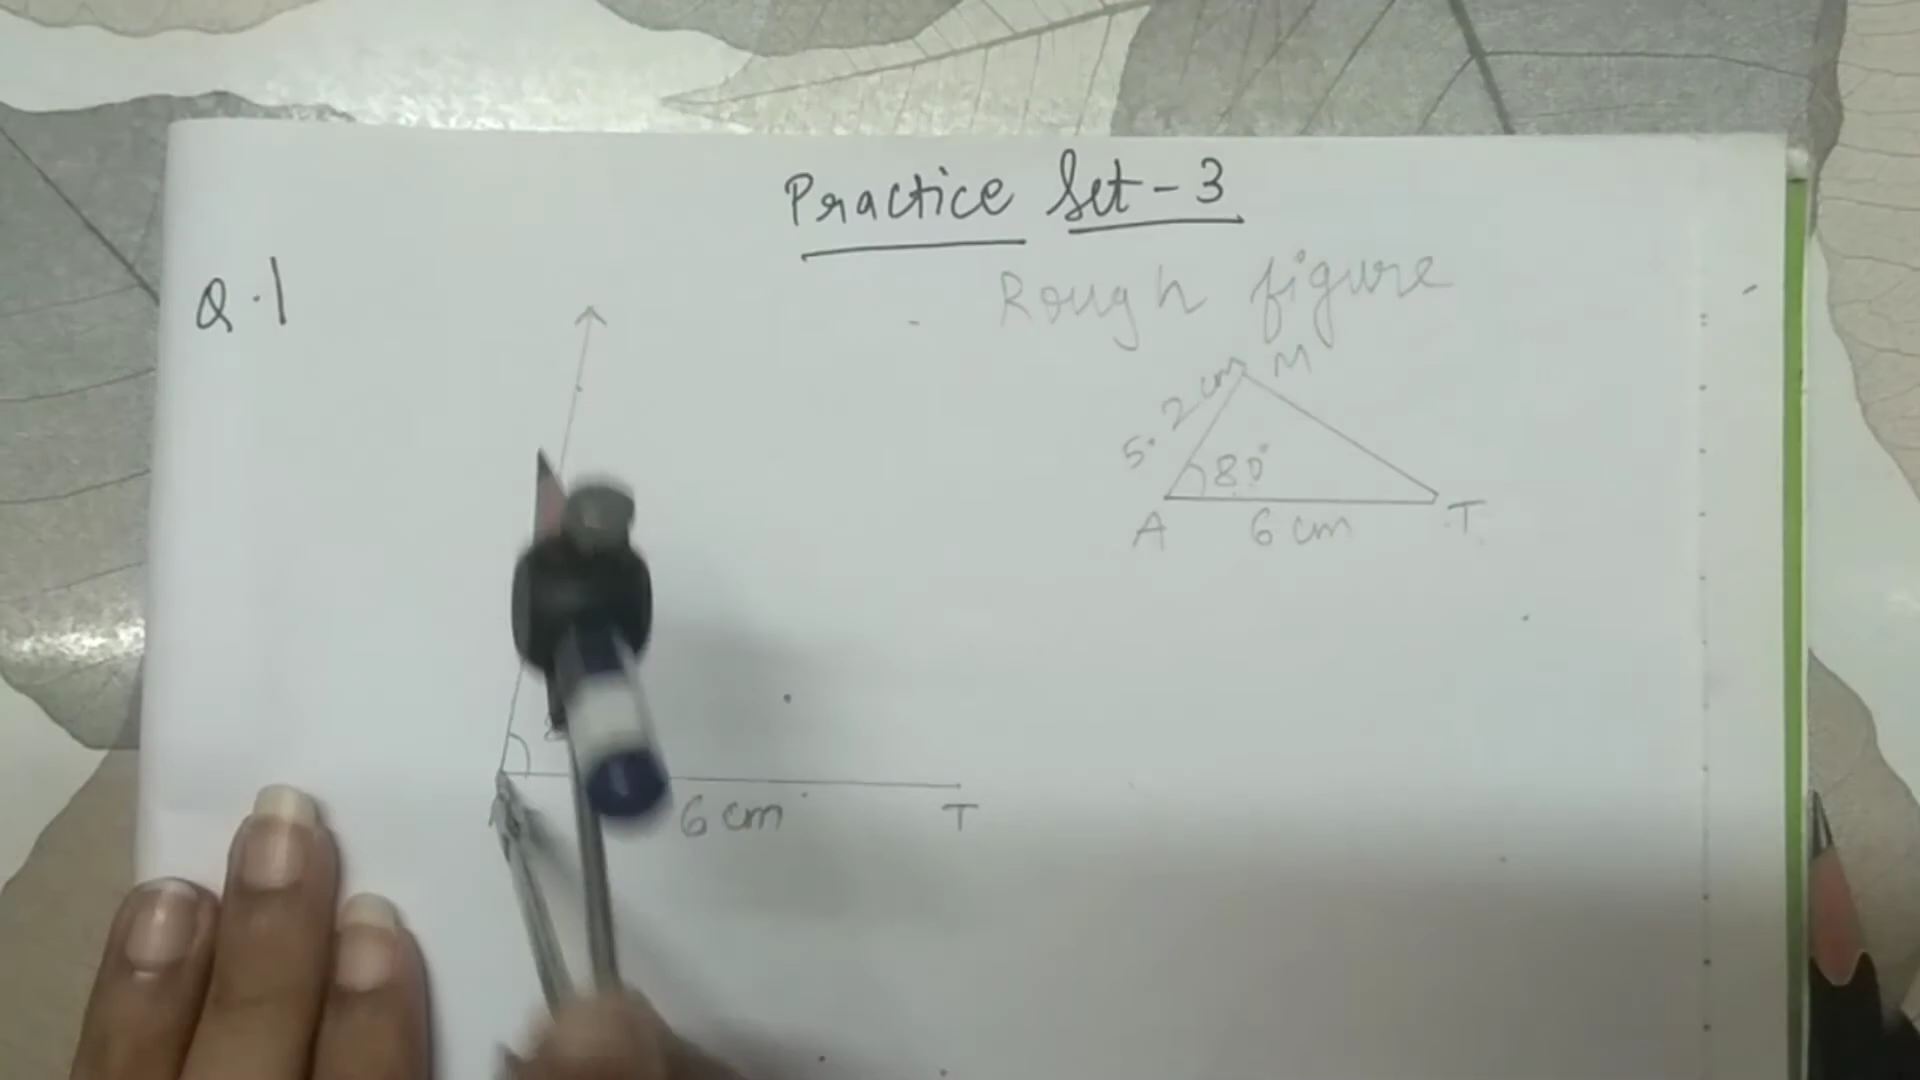 Practice Set - 3
Q.1
Rough figure
M
5.2 cm
80°
A 6 cm T
6 cm T